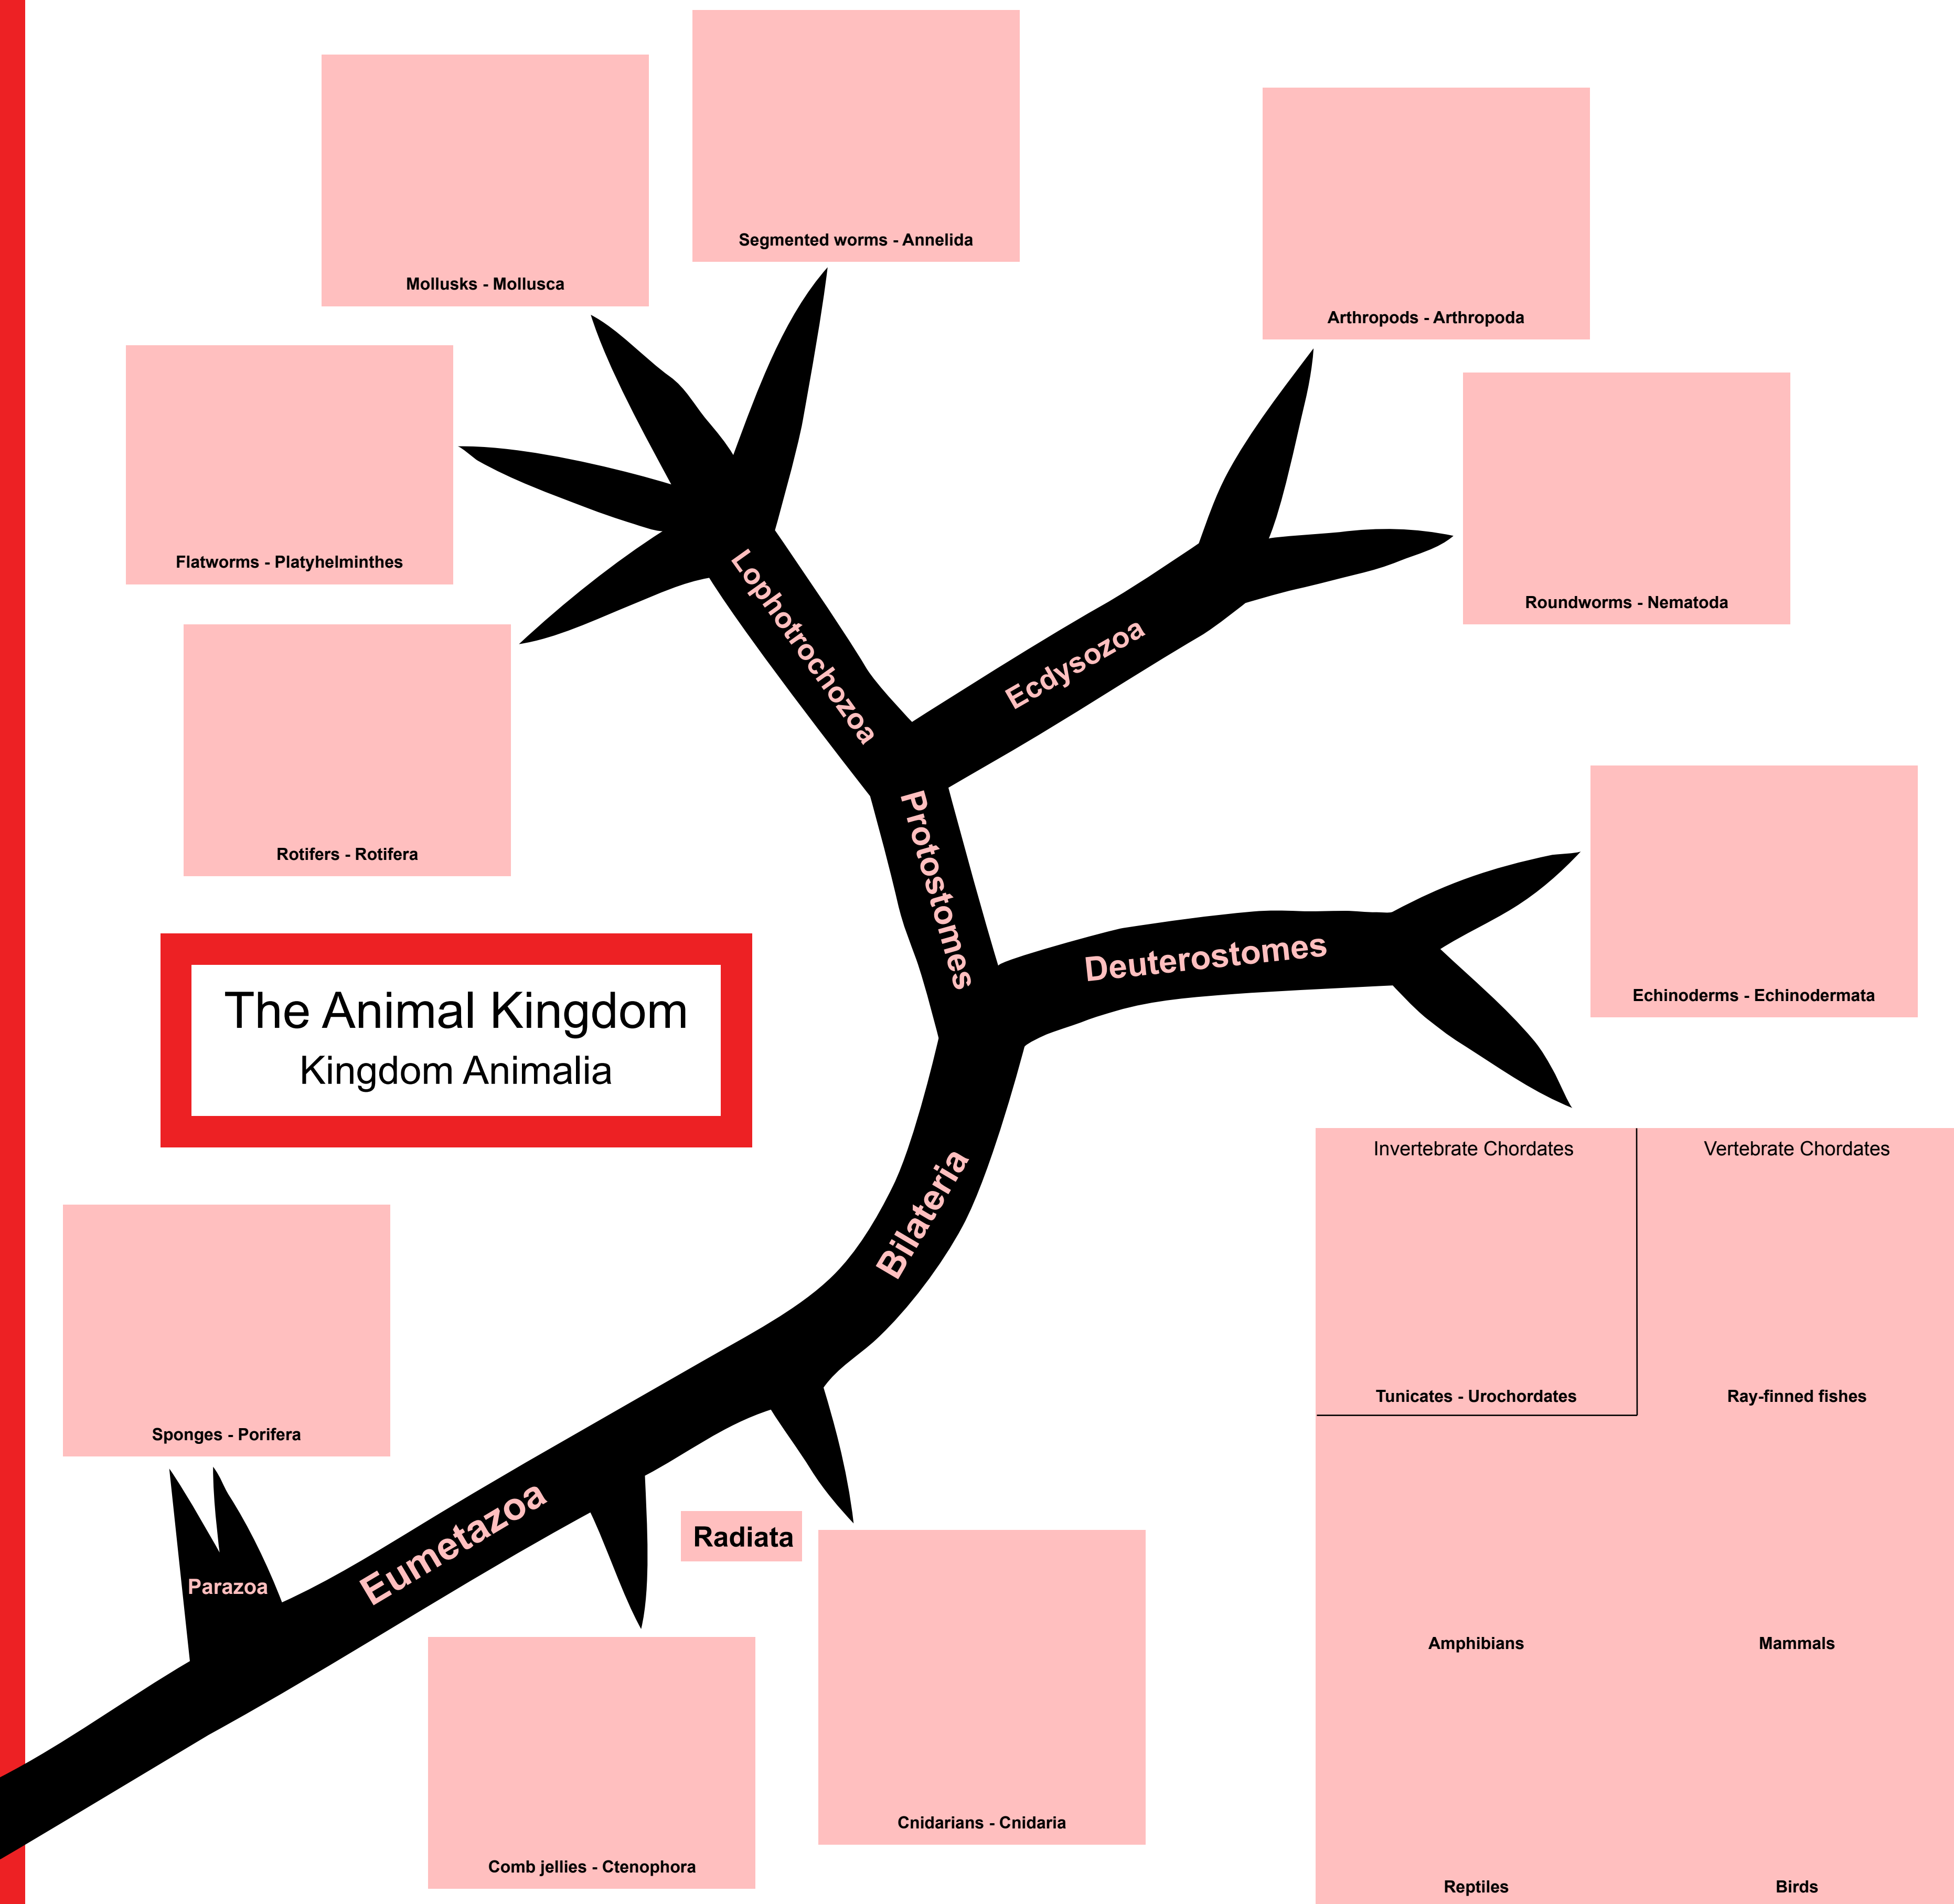 Segmented worms - Annelida
Mollusks - Mollusca
Arthropods - Arthropoda
Flatworms - Platyhelminthes
Roundworms - Nematoda
Lophotrochozoa
Ecdysozoa
Rotifers - Rotifera
Protostomes
Deuterostomes
Echinoderms - Echinodermata
The Animal Kingdom
Kingdom Animalia
Bilateria
Invertebrate Chordates
Vertebrate Chordates
Tunicates - Urochordates
Ray-finned fishes
Sponges - Porifera
Eumetazoa
Radiata
Parazoa
Amphibians
Mammals
Cnidarians - Cnidaria
Comb jellies - Ctenophora
Reptiles
Birds